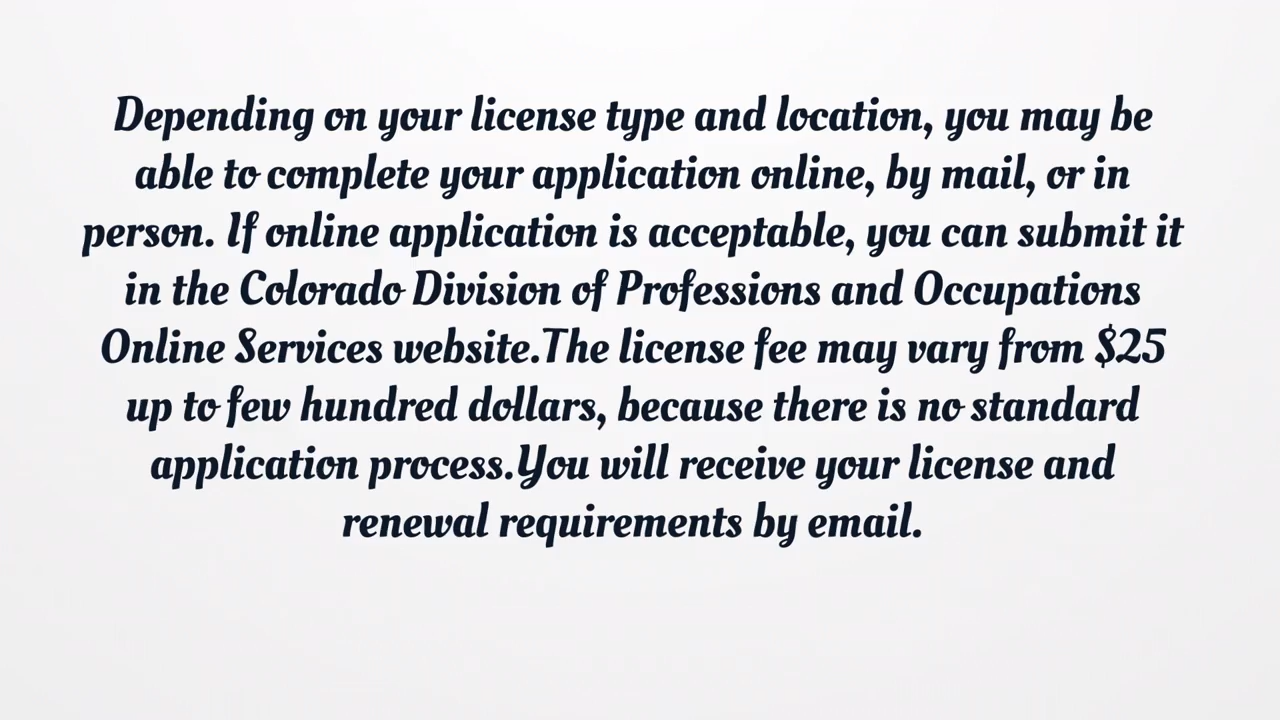 Depending on your license type and location, you may be
able to complete your application online, by mail, or in
person. If online application is acceptable, you can submit it
in the Colorado Division of Professions and Occupations
Online Services website.The license fee may vary from $25
up to few hundred dollars, because there is no standard
application process.You will receive your license and
renewal requirements by email.